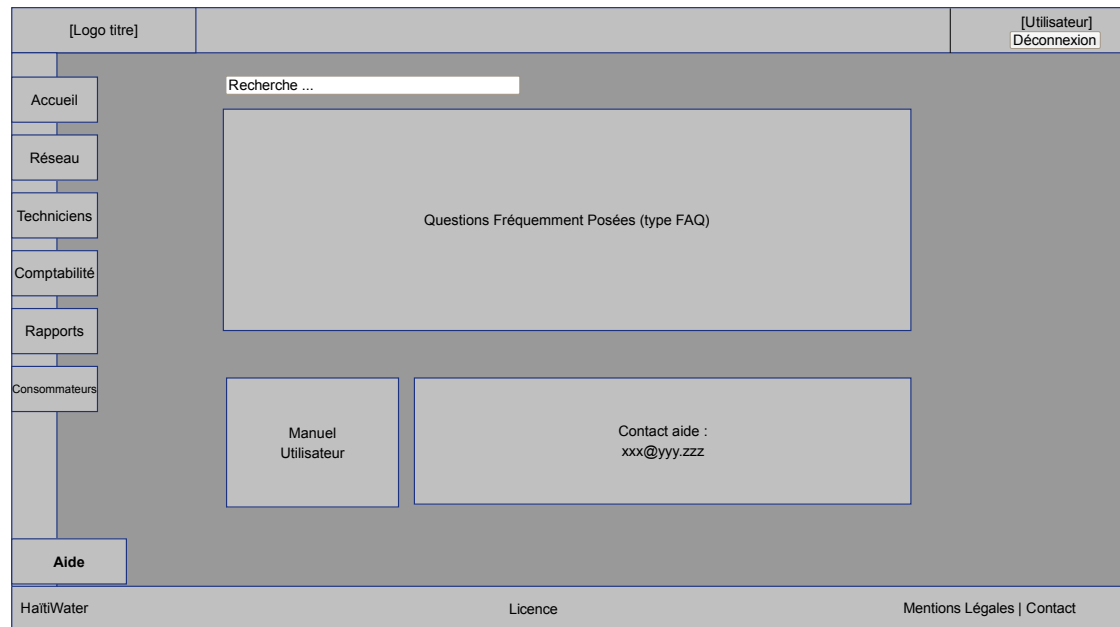 [Logo titre]
[Utilisateur]
Déconnexion
Recherche ...
Accueil
Réseau
Techniciens
Comptabilité
Rapports
Consommateurs
Questions Fréquemment Posées (type FAQ)
Manuel
Utilisateur
Contact aide :
xxx@yyy.zzz
Aide
HaïtiWater
Licence
Mentions Légales | Contact